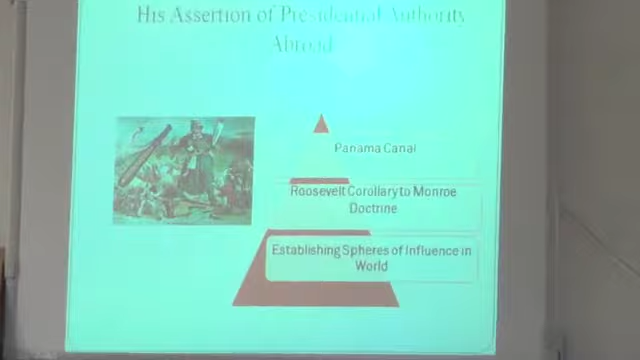 His Assertion of Presidential Authority
Abroad
Panama Canal
Roosevelt Corollary to Monroe
Doctrine
Establishing Spheres of Influence in
World